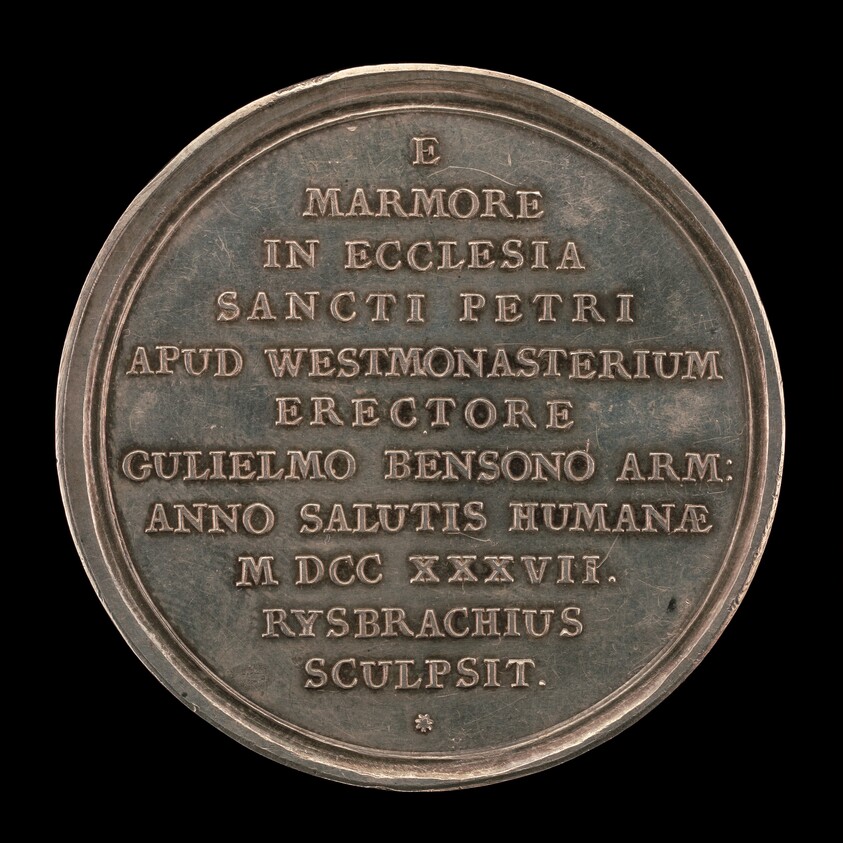 E
MARMORE
IN ECCLESIA
SANCTI PETRI
APUD WESTMONASTERIUM
ERECTORE
GULIELMO BENSONO ARM:
ANNO SALUTIS HUMANÆ
M DCC XXXVII.
RYSBRACHIUS
SCULPSIT.